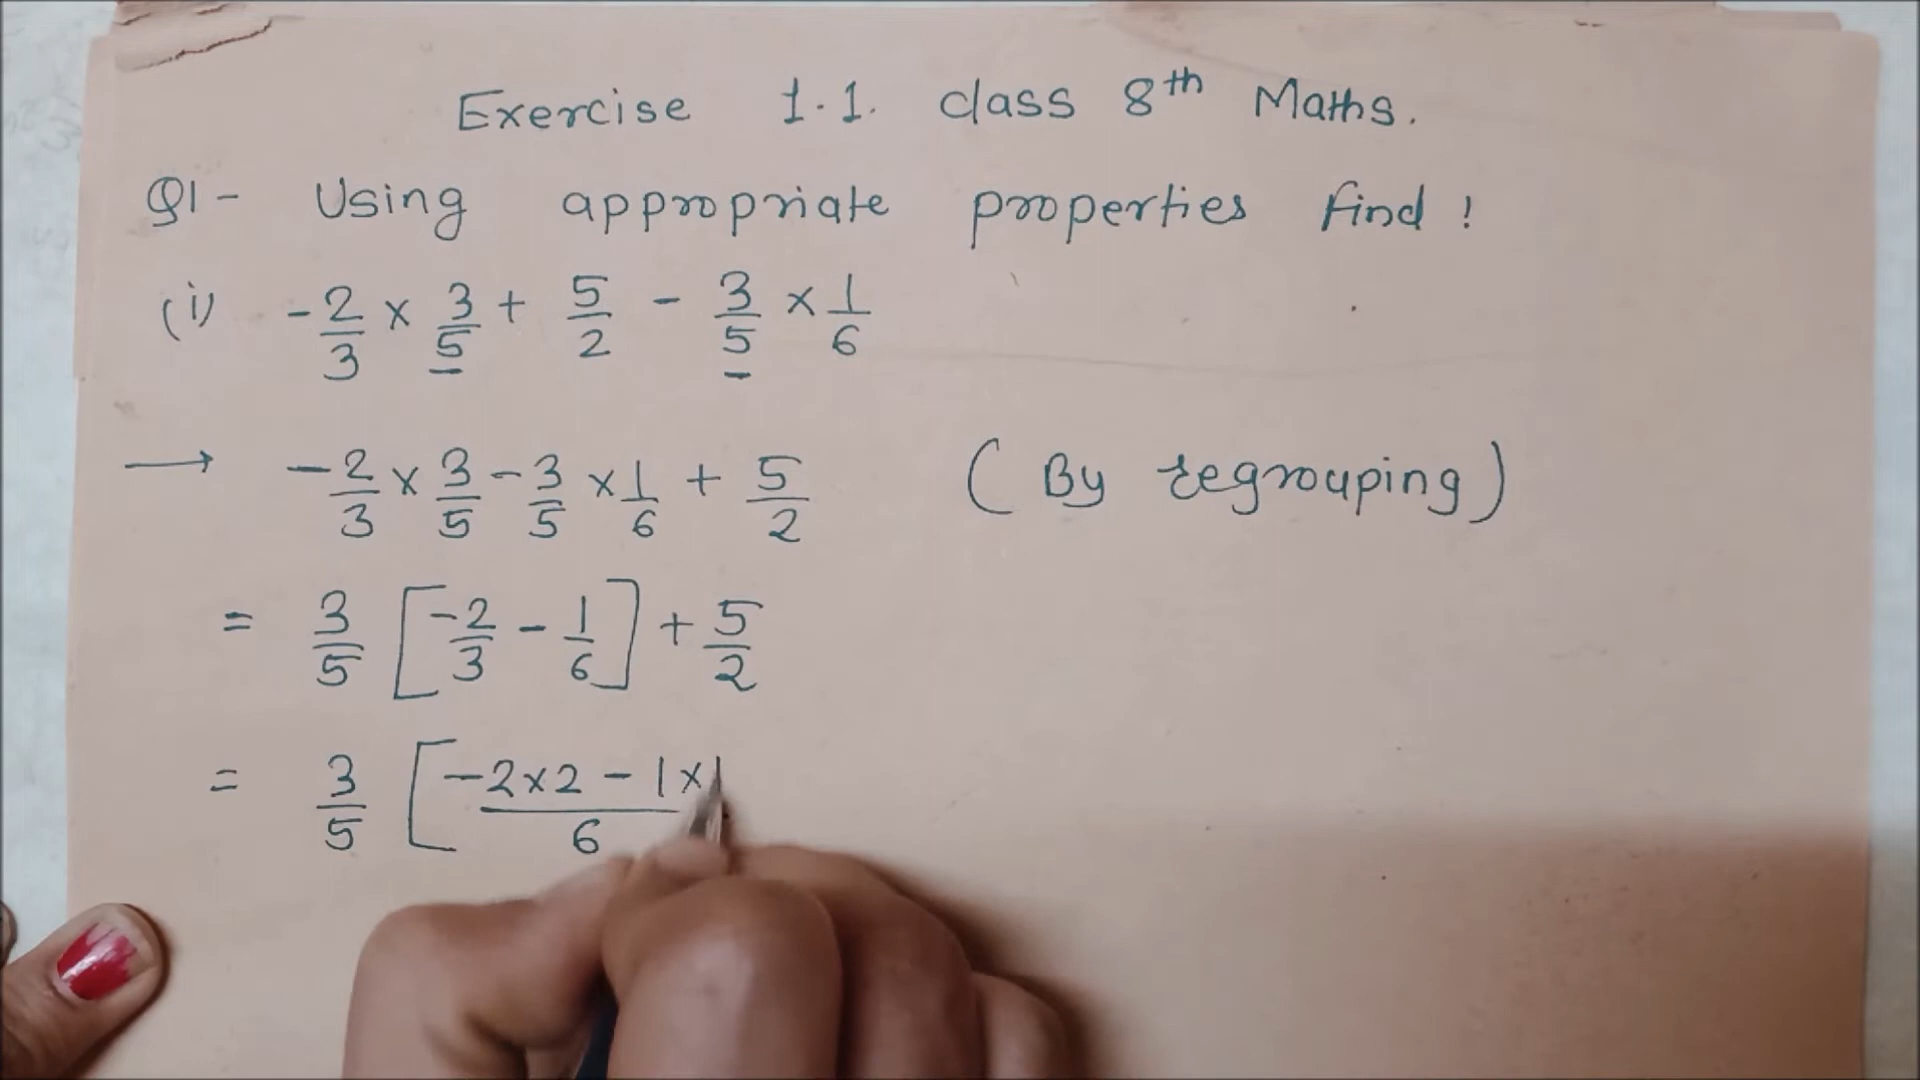 Exercise 1.1. class 8th Maths.
Q1- Using appropriate properties find !
(i) -2/3 × 3/5 + 5/2 - 3/5 × 1/6
→ -2/3 × 3/5 - 3/5 × 1/6 + 5/2 (By regrouping)
= 3/5 [-2/3 - 1/6] + 5/2
= 3/5 [-2×2 - 1×1/6